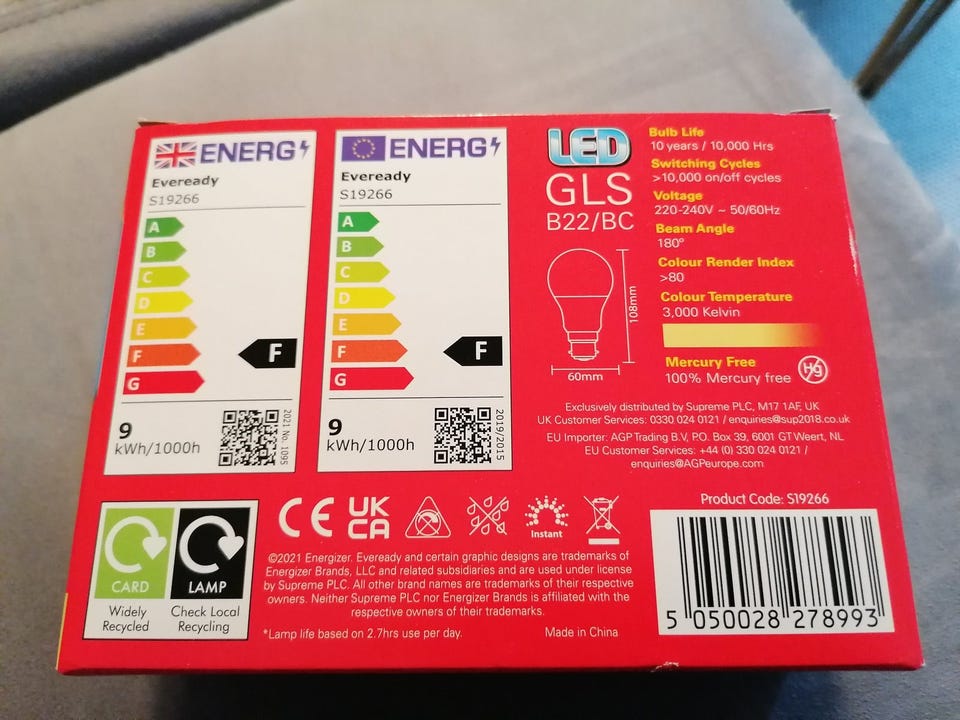 ENERG
Eveready
S19266
A
B
C
D
E
F
G
F
9
kWh/1000h
2021 No. 1095
ENERG
Eveready
S19266
A
B
C
D
E
F
G
F
9
kWh/1000h
2019/2015
LED
GLS
B22/BC
108mm
60mm
Bulb Life
10 years / 10,000 Hrs
Switching Cycles
>10,000 on/off cycles
Voltage
220-240V ~ 50/60Hz
Beam Angle
180°
Colour Render Index
>80
Colour Temperature
3,000 Kelvin
Mercury Free
100% Mercury free
Hg
Exclusively distributed by Supreme PLC, M17 1AF, UK
UK Customer Services: 0330 024 0121 / enquiries@sup2018.co.uk
EU Importer: AGP Trading B.V, P.O. Box 39, 6001 GT Weert, NL
EU Customer Services: +44 (0) 330 024 0121 /
enquiries@AGPeurope.com
CARD
Widely
Recycled
LAMP
Check Local
Recycling
CE
UK
CA
Instant
©2021 Energizer. Eveready and certain graphic designs are trademarks of
Energizer Brands, LLC and related subsidiaries and are used under license
by Supreme PLC. All other brand names are trademarks of their respective
owners. Neither Supreme PLC nor Energizer Brands is affiliated with the
respective owners of their trademarks.
*Lamp life based on 2.7hrs use per day.
Made in China
Product Code: S19266
5 050028 278993